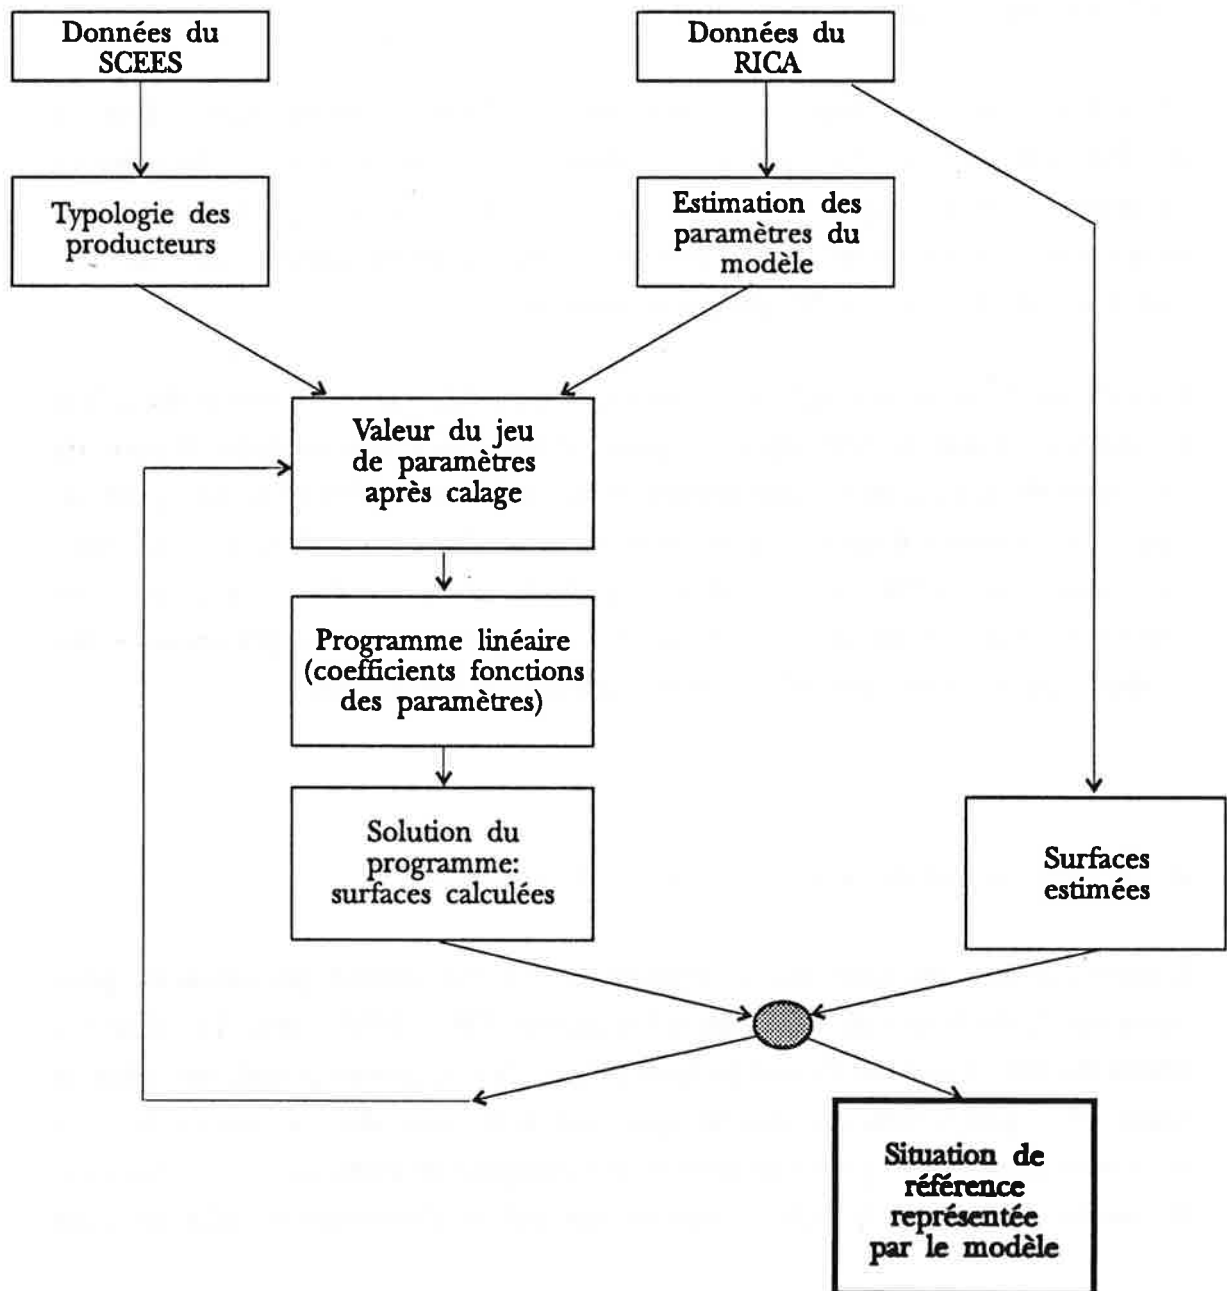 Données du
SCEES
Données du
RICA
Typologie des
producteurs
Estimation des
paramètres du
modèle
Valeur du jeu
de paramètres
après calage
Programme linéaire
(coefficients fonctions
des paramètres)
Solution du
programme:
surfaces calculées
Surfaces
estimées
Situation de
référence
représentée
par le modèle